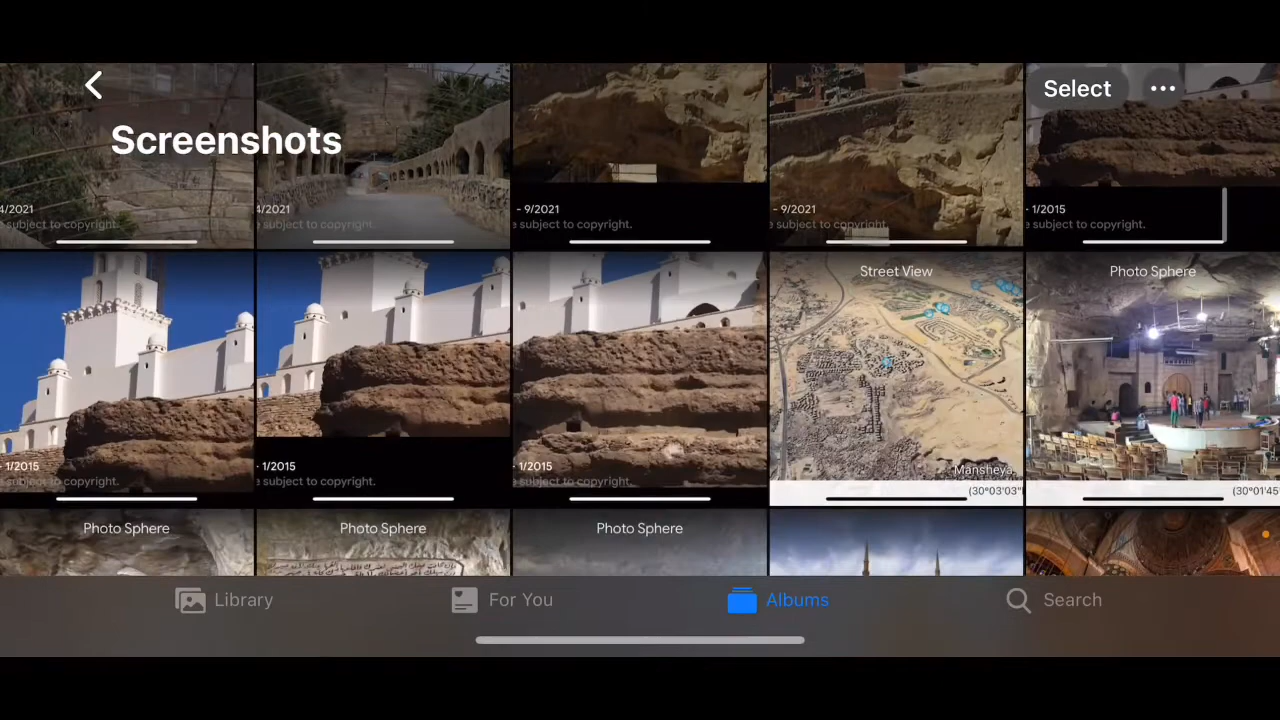 Select
Screenshots
4/2021
e subject to copyright.
4/2021
e subject to copyright.
- 9/2021
e subject to copyright.
- 9/2021
e subject to copyright.
- 1/2015
e subject to copyright.
- 1/2015
e subject to copyright.
- 1/2015
e subject to copyright.
- 1/2015
e subject to copyright.
Street View
Mansheya
(30°03'03"
Photo Sphere
(30°01'45"
Photo Sphere
Photo Sphere
Photo Sphere
Library
For You
Albums
Search